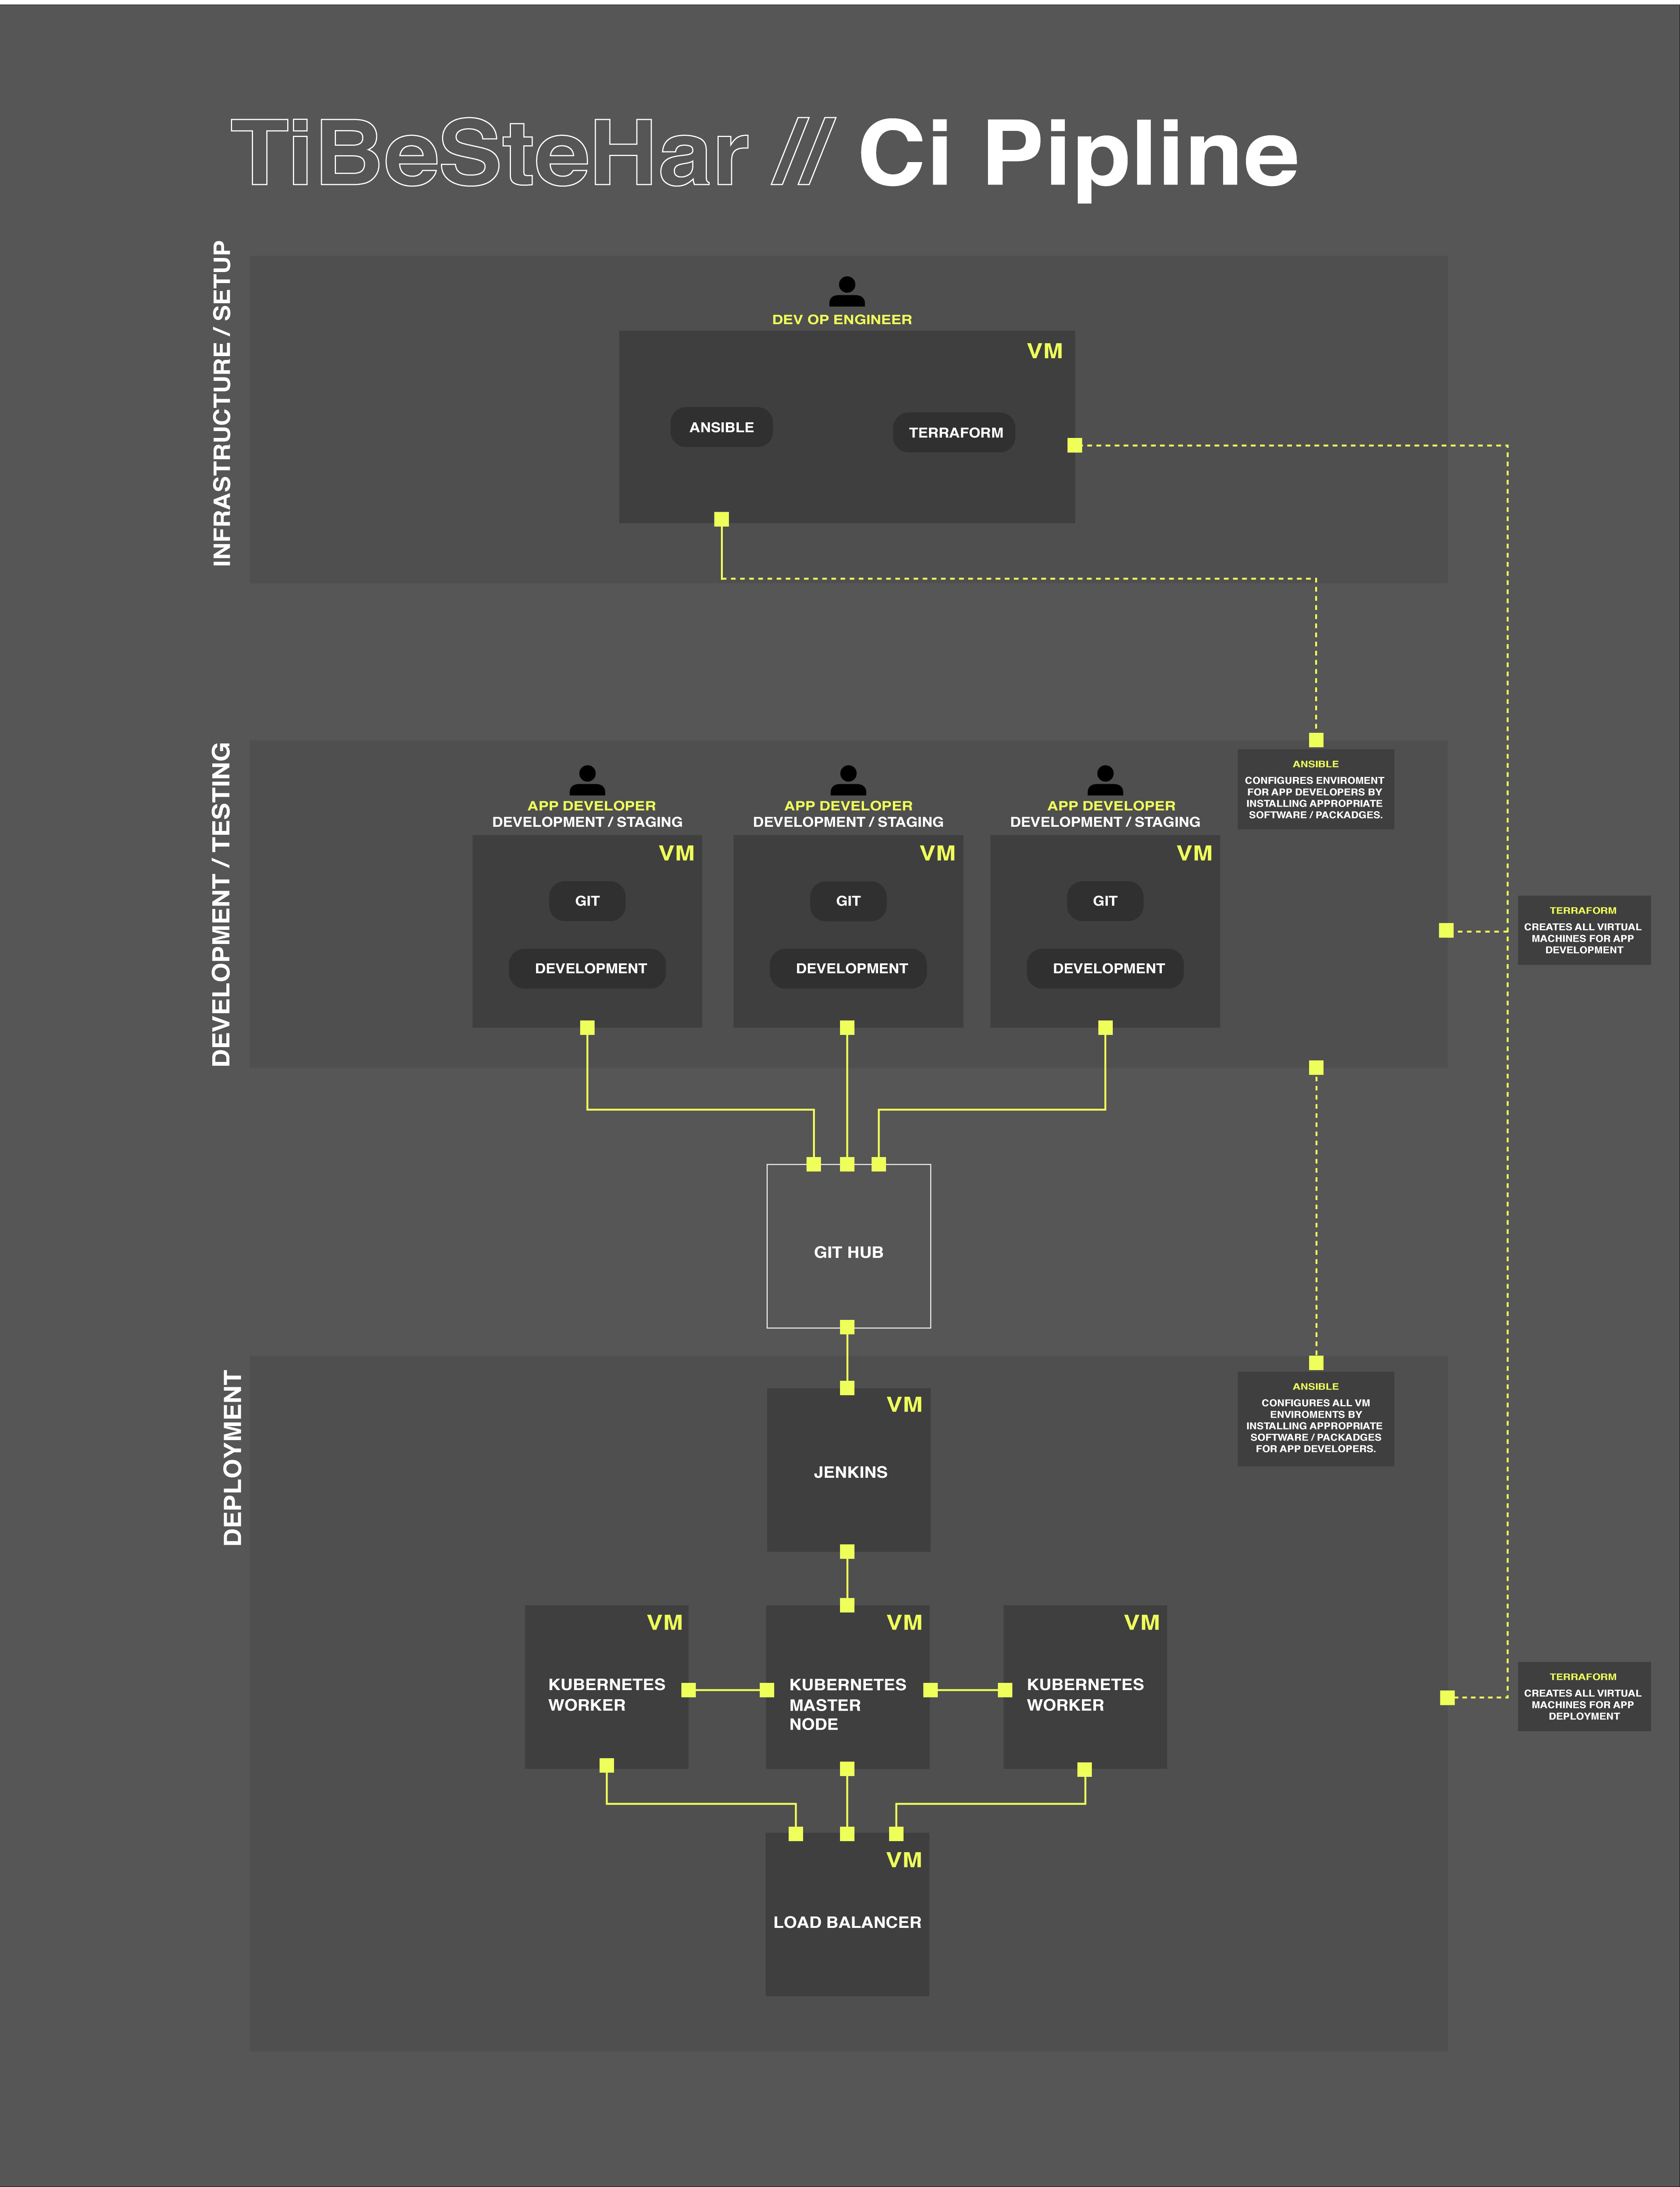 TiBeSteHar // Ci Pipline
INFRASTRUCTURE / SETUP
DEV OP ENGINEER
VM
ANSIBLE
TERRAFORM
DEVELOPMENT / TESTING
APP DEVELOPER
DEVELOPMENT / STAGING
VM
GIT
DEVELOPMENT
APP DEVELOPER
DEVELOPMENT / STAGING
VM
GIT
DEVELOPMENT
APP DEVELOPER
DEVELOPMENT / STAGING
VM
GIT
DEVELOPMENT
ANSIBLE
CONFIGURES ENVIROMENT
FOR APP DEVELOPERS BY
INSTALLING APPROPRIATE
SOFTWARE / PACKADGES.
TERRAFORM
CREATES ALL VIRTUAL
MACHINES FOR APP
DEVELOPMENT
GIT HUB
DEPLOYMENT
VM
JENKINS
ANSIBLE
CONFIGURES ALL VM
ENVIROMENTS BY
INSTALLING APPROPRIATE
SOFTWARE / PACKADGES
FOR APP DEVELOPERS.
VM
KUBERNETES
WORKER
VM
KUBERNETES
MASTER
NODE
VM
KUBERNETES
WORKER
TERRAFORM
CREATES ALL VIRTUAL
MACHINES FOR APP
DEPLOYMENT
VM
LOAD BALANCER